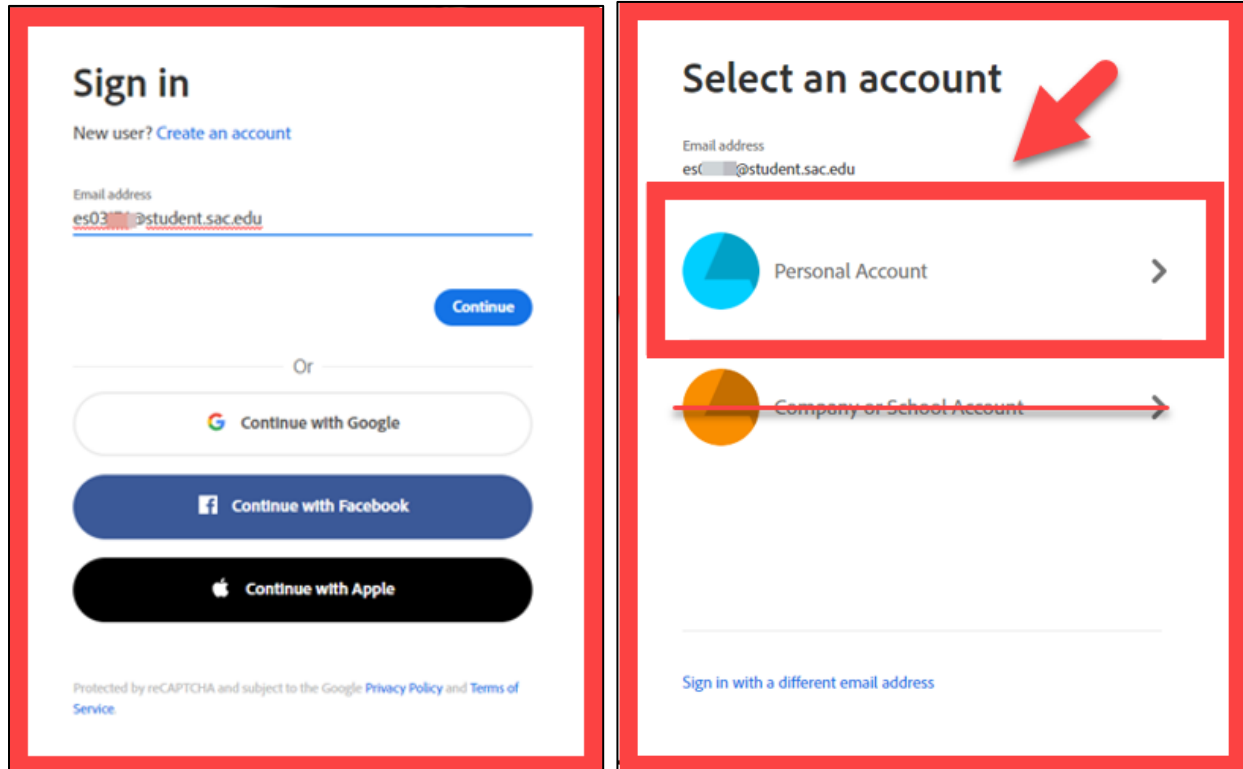 Sign in
New user? Create an account
Email address
@student.sac.edu
Continue
Or
Continue with Google
Continue with Facebook
Continue with Apple
Protected by reCAPTCHA and subject to the Google Privacy Policy and Terms of
Service.
Select an account
Email address
@student.sac.edu
Personal Account
Company or School Account
Sign in with a different email address